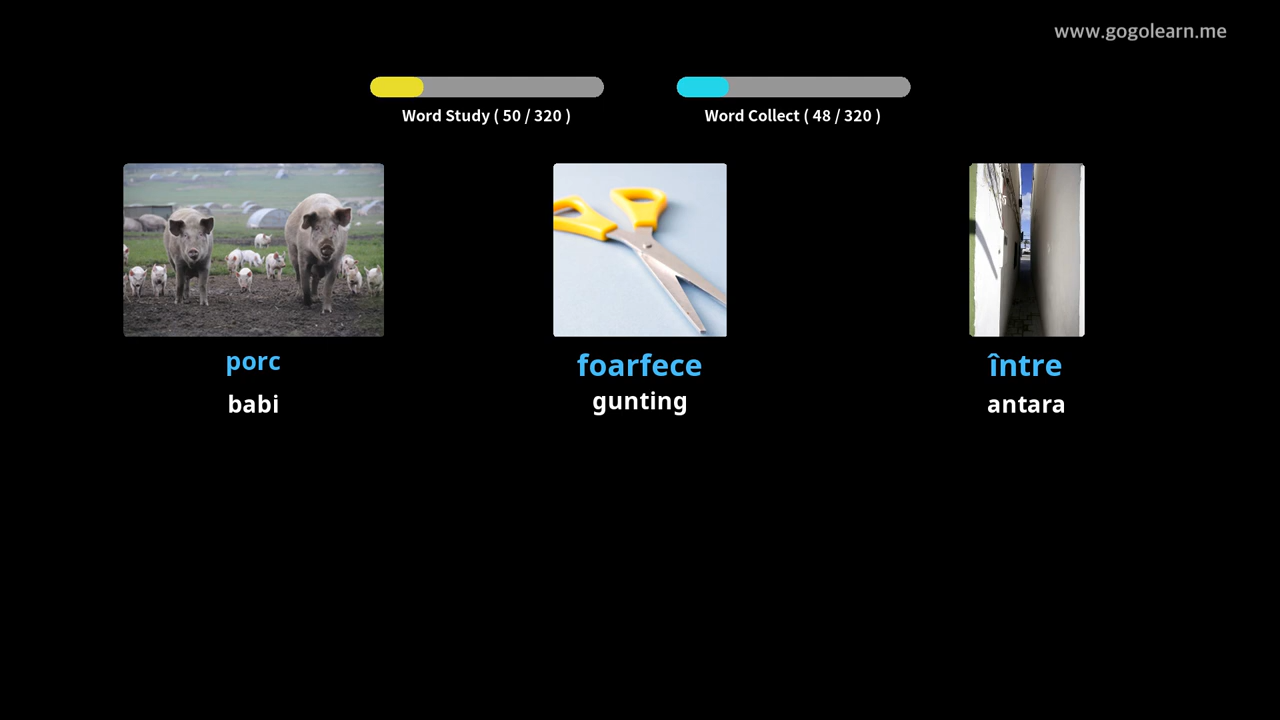 www.gogolearn.me
Word Study ( 50 / 320 )
Word Collect ( 48 / 320 )
porc
foarfece
între
babi
gunting
antara